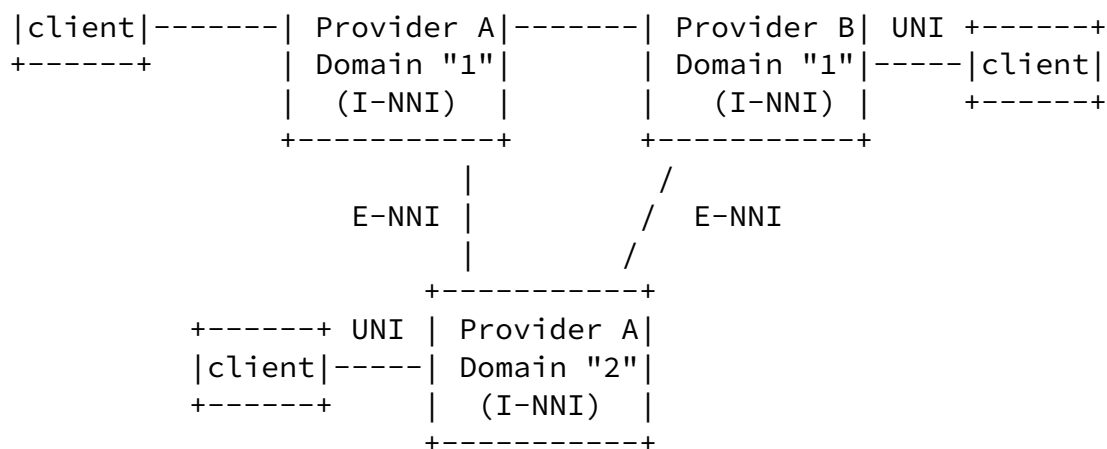 |client|-------| Provider A|-------| Provider B| UNI +------+
+------+       | Domain "1"|       | Domain "1"|-----|client|
               |  (I-NNI)  |       |   (I-NNI) |     +------+
               +-----------+       +-----------+
                         |           /
                   E-NNI |          /  E-NNI
                         |         /
                       +-----------+
          +------+ UNI | Provider A|
          |client|-----| Domain "2"|
          +------+     |  (I-NNI)  |
                       +-----------+